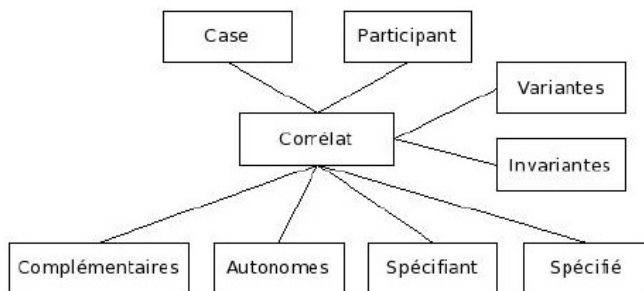 Case
Participant
Variantes
Corrélat
Invariantes
Complémentaires
Autonomes
Spécifiant
Spécifié